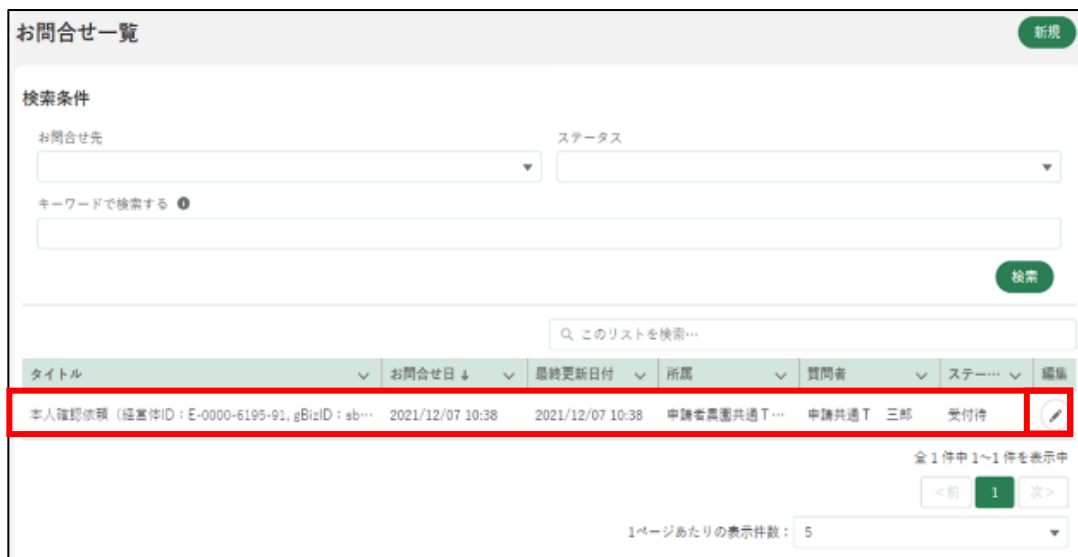 お問合せ一覧 新規
検索条件
お問合せ先 ステータス
キーワードで検索する
検索
このリストを検索…
タイトル お問合せ日 ↓ 最終更新日付 所属 質問者 ステー… 編集
本人確認依頼（経営体ID：E-0000-6195-91, gBizID：sb… 2021/12/07 10:38 2021/12/07 10:38 申請者農園共通T… 申請共通T 三郎 受付待
全1件中1~1件を表示中
<前 1 次>
1ページあたりの表示件数： 5